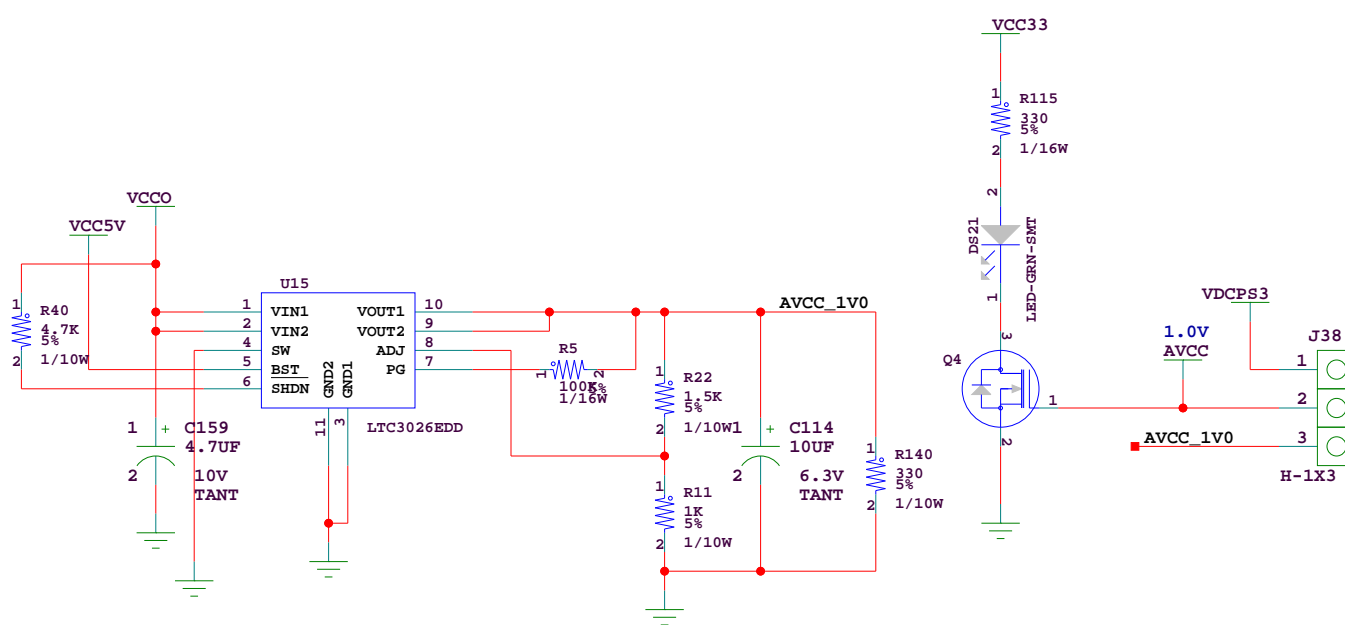 VCC33
1
R115
330
5%
2
1/16W
2
DS21
LED-GRN-SMT
1
3
Q4
1
2
VCCO
VCC5V
1
R40
4.7K
5%
2
1/10W
U15
1
VIN1
2
VIN2
4
SW
5
BST
6
SHDN
VOUT1
10
VOUT2
9
ADJ
8
PG
7
GND2
GND1
11
3
LTC3026EDD
1
+
C159
4.7UF
2
10V
TANT
R5
1
2
100K
5%
1/16W
1
R22
1.5K
5%
2
1/10W
1
R11
1K
5%
2
1/10W
1
+
C114
10UF
2
6.3V
TANT
AVCC_1V0
1
R140
330
5%
2
1/10W
VDCPS3
1.0V
AVCC
AVCC_1V0
J38
1
2
3
H-1X3